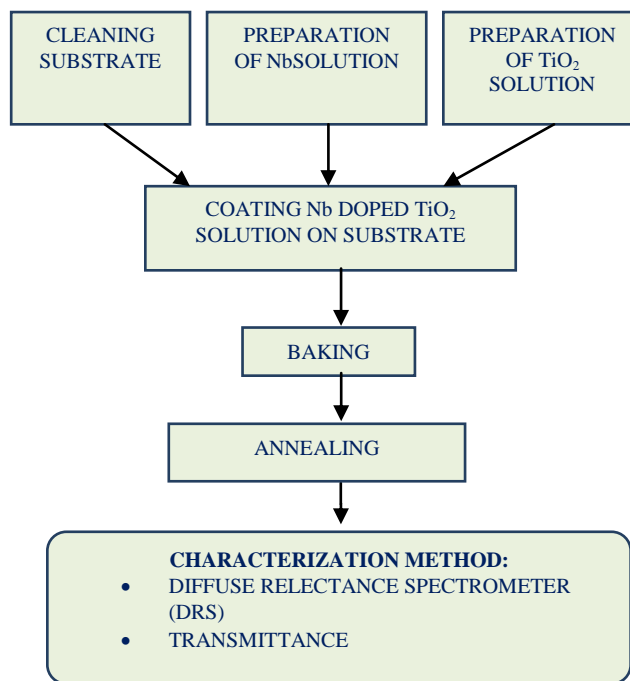 CLEANING
SUBSTRATE
PREPARATION
OF NbSOLUTION
PREPARATION
OF TiO₂
SOLUTION
COATING Nb DOPED TiO₂
SOLUTION ON SUBSTRATE
BAKING
ANNEALING
CHARACTERIZATION METHOD:
• DIFFUSE RELECTANCE SPECTROMETER
(DRS)
• TRANSMITTANCE